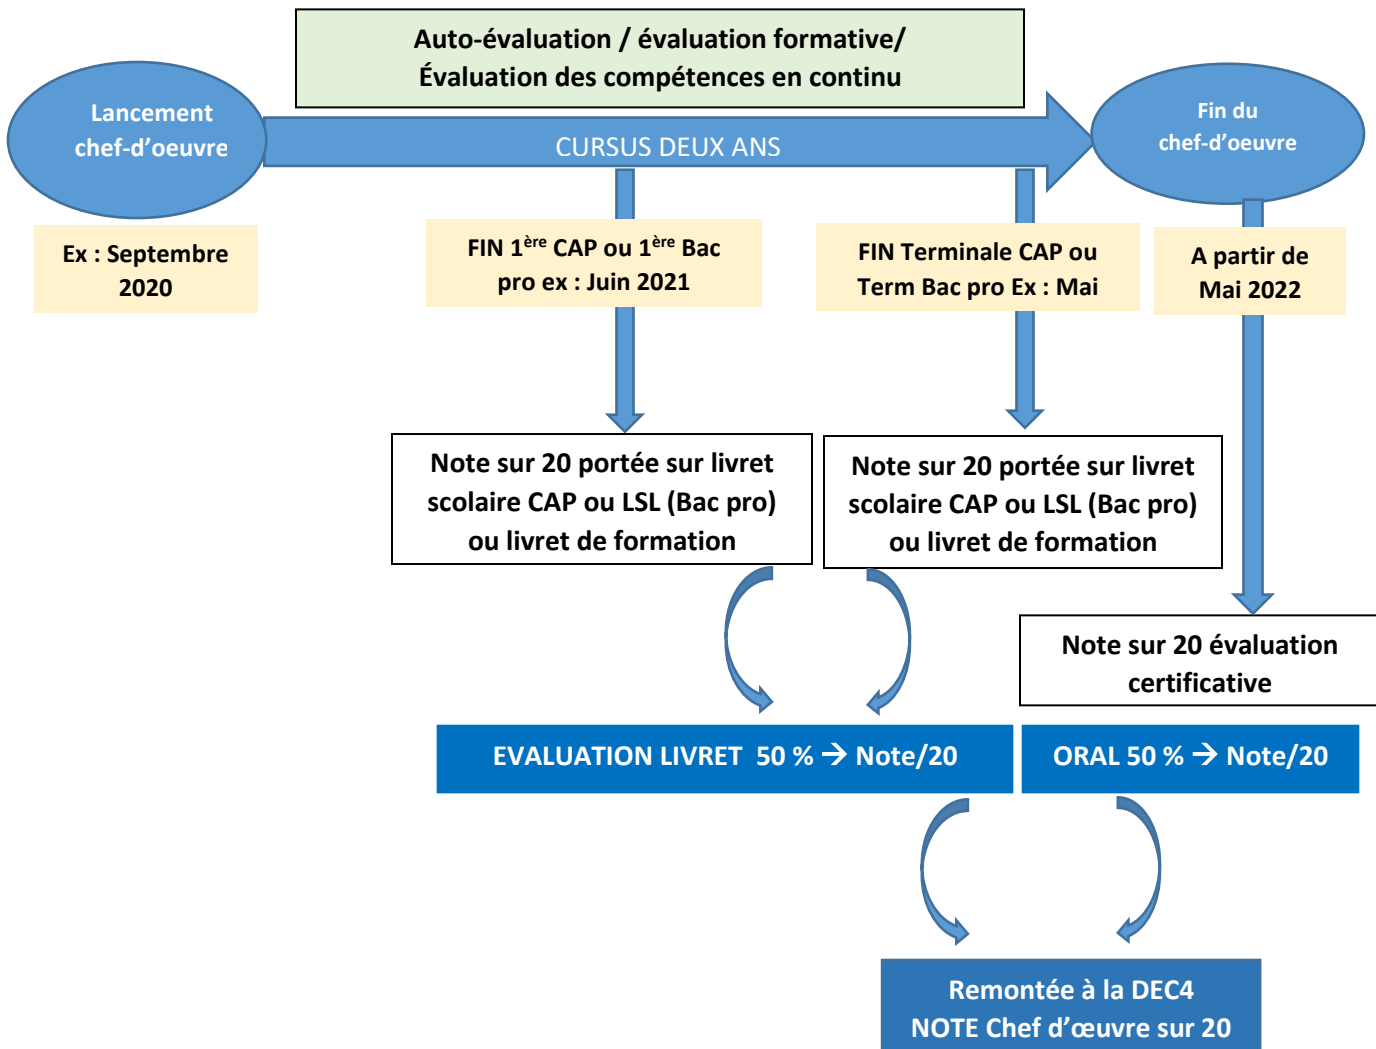 Auto-évaluation / évaluation formative/
Évaluation des compétences en continu
Lancement
chef-d'oeuvre
CURSUS DEUX ANS
Fin du
chef-d'oeuvre
Ex : Septembre
2020
FIN 1ère CAP ou 1ère Bac
pro ex : Juin 2021
FIN Terminale CAP ou
Term Bac pro Ex : Mai
A partir de
Mai 2022
Note sur 20 portée sur livret
scolaire CAP ou LSL (Bac pro)
ou livret de formation
Note sur 20 portée sur livret
scolaire CAP ou LSL (Bac pro)
ou livret de formation
Note sur 20 évaluation
certificative
EVALUATION LIVRET 50 % → Note/20
ORAL 50 % → Note/20
Remontée à la DEC4
NOTE Chef d'œuvre sur 20